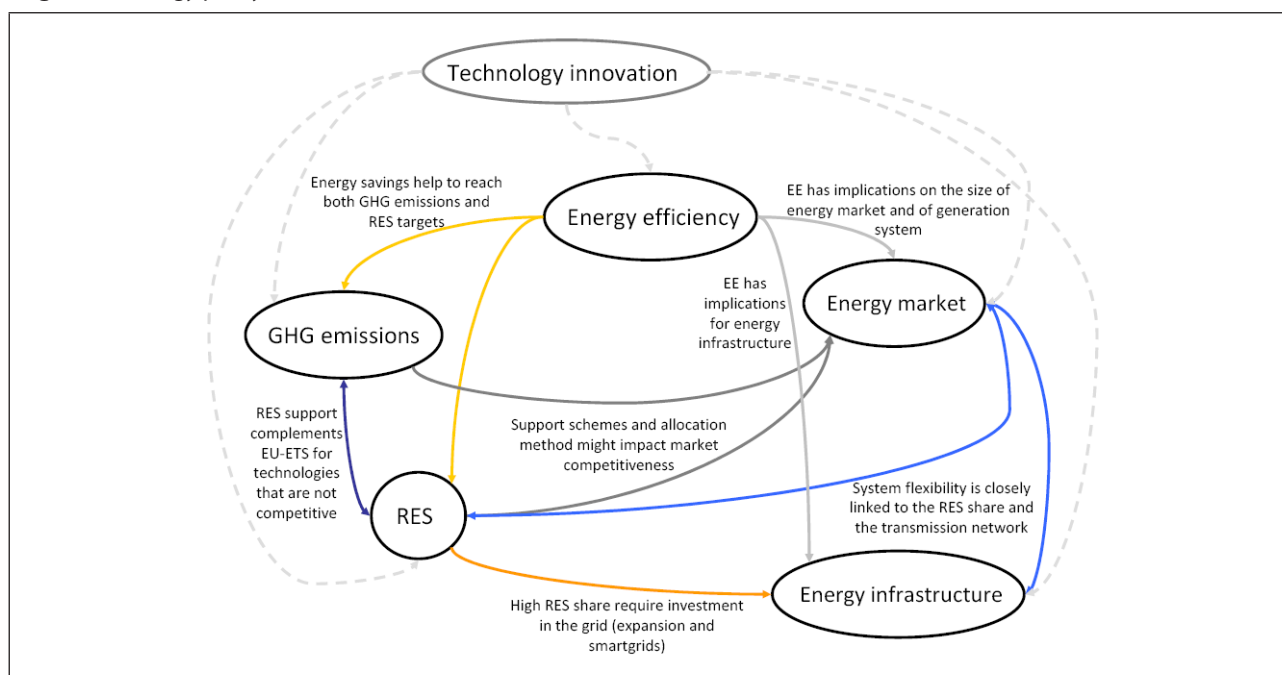 Technology innovation
Energy savings help to reach
both GHG emissions and
RES targets
Energy efficiency
EE has implications on the size of
energy market and of generation
system
EE has
implications
for energy
infrastructure
Energy market
GHG emissions
RES support
complements
EU-ETS for
technologies
that are not
competitive
Support schemes and allocation
method might impact market
competitiveness
RES
System flexibility is closely
linked to the RES share and
the transmission network
Energy infrastructure
High RES share require investment
in the grid (expansion and
smartgrids)